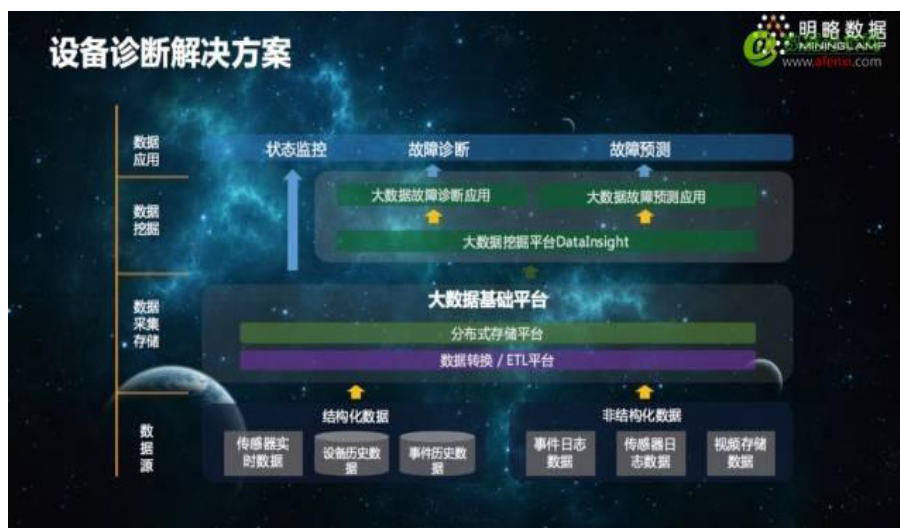 设备诊断解决方案
明略数据
MININGLAMP
www.afenxi.com
数据
应用
状态监控
故障诊断
故障预测
数据
挖掘
大数据故障诊断应用
大数据故障预测应用
大数据挖掘平台DataInsight
数据
采集
·存储
大数据基础平台
分布式存储平台
数据转换 / ETL平台
数
据
源
结构化数据
非结构化数据
传感器实
时数据
设备历史数
据
事件历史数
据
事件日志
数据
传感器日
志数据
视频存储
数据